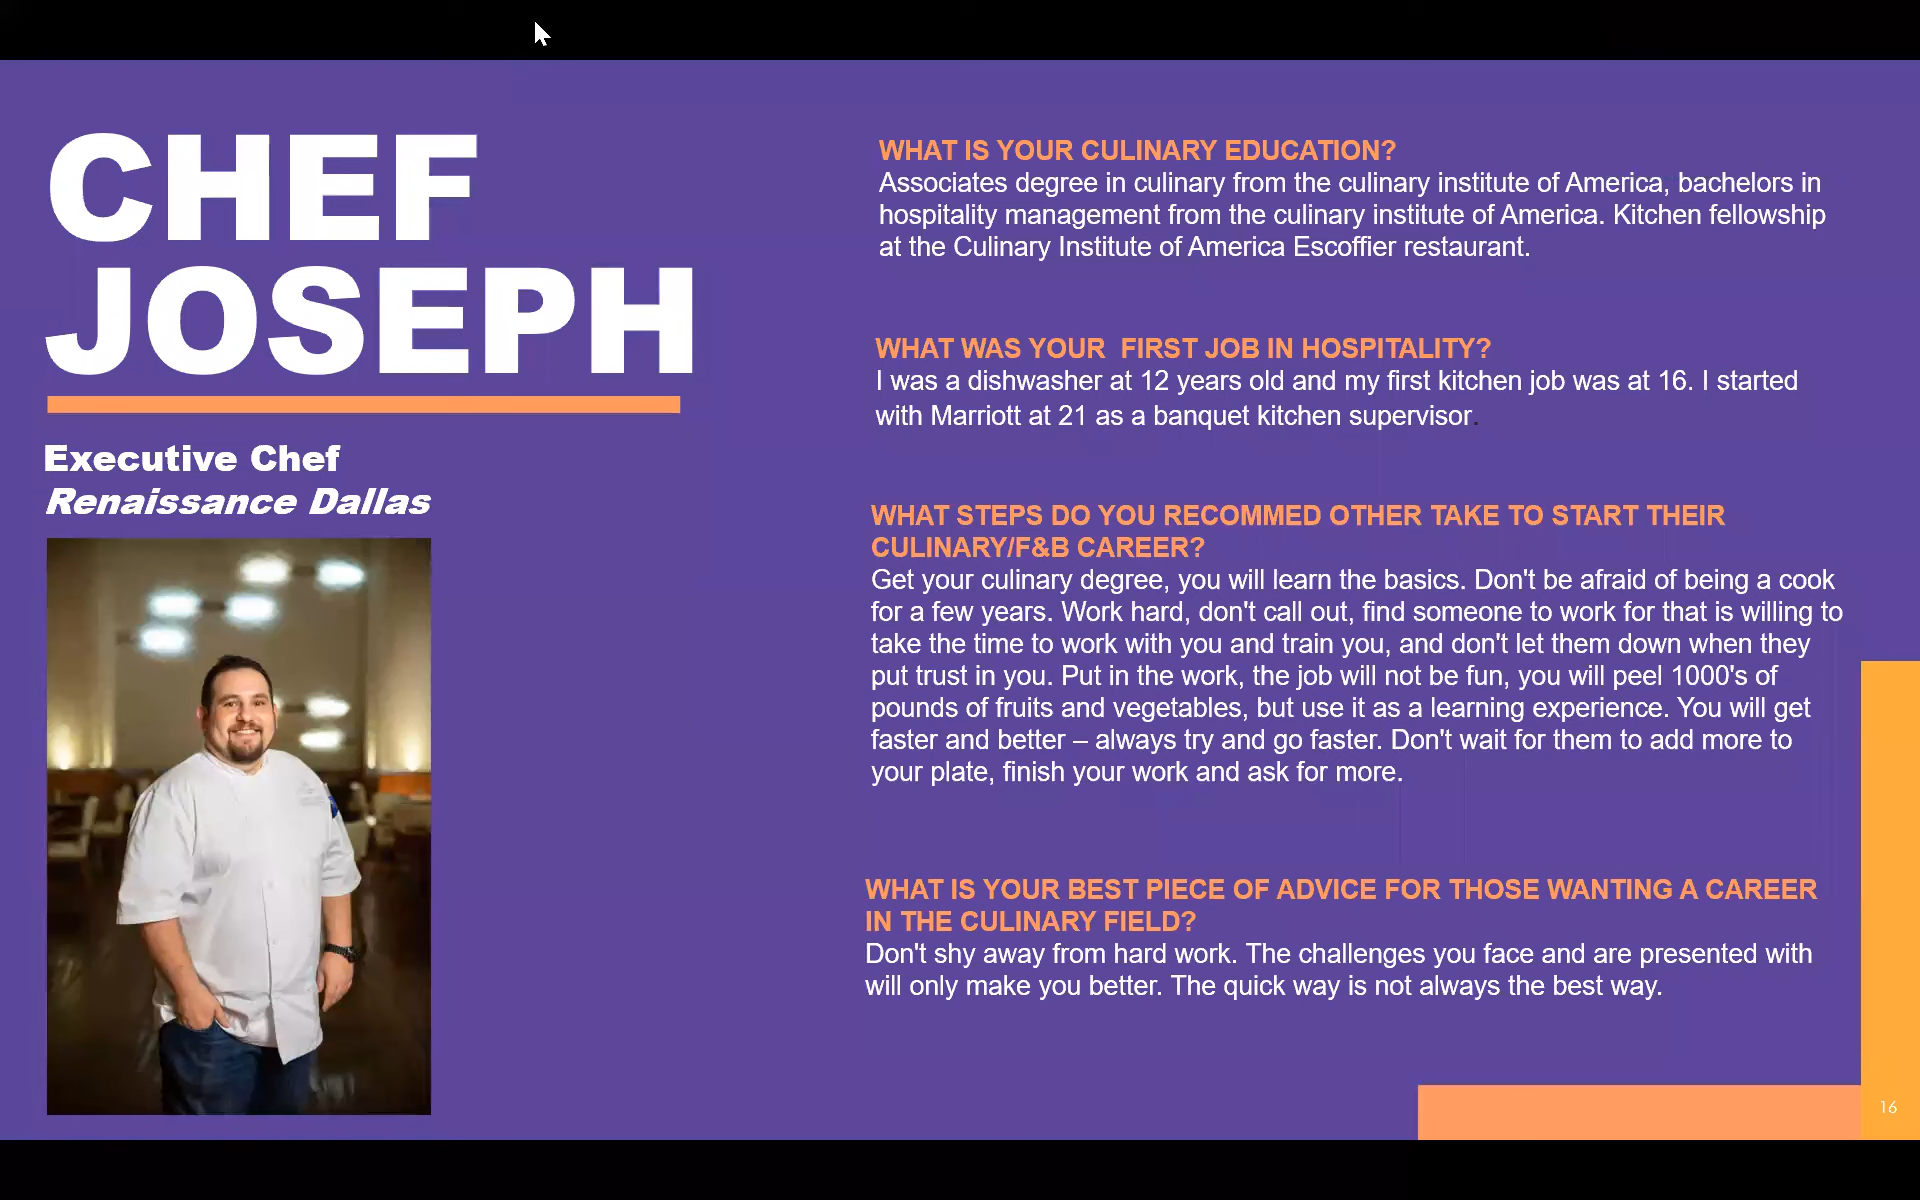 CHEF
JOSEPH
Executive Chef
Renaissance Dallas
WHAT IS YOUR CULINARY EDUCATION?
Associates degree in culinary from the culinary institute of America, bachelors in
hospitality management from the culinary institute of America. Kitchen fellowship
at the Culinary Institute of America Escoffier restaurant.
WHAT WAS YOUR  FIRST JOB IN HOSPITALITY?
I was a dishwasher at 12 years old and my first kitchen job was at 16. I started
with Marriott at 21 as a banquet kitchen supervisor.
WHAT STEPS DO YOU RECOMMED OTHER TAKE TO START THEIR
CULINARY/F&B CAREER?
Get your culinary degree, you will learn the basics. Don't be afraid of being a cook
for a few years. Work hard, don't call out, find someone to work for that is willing to
take the time to work with you and train you, and don't let them down when they
put trust in you. Put in the work, the job will not be fun, you will peel 1000's of
pounds of fruits and vegetables, but use it as a learning experience. You will get
faster and better – always try and go faster. Don't wait for them to add more to
your plate, finish your work and ask for more.
WHAT IS YOUR BEST PIECE OF ADVICE FOR THOSE WANTING A CAREER
IN THE CULINARY FIELD?
Don't shy away from hard work. The challenges you face and are presented with
will only make you better. The quick way is not always the best way.
16